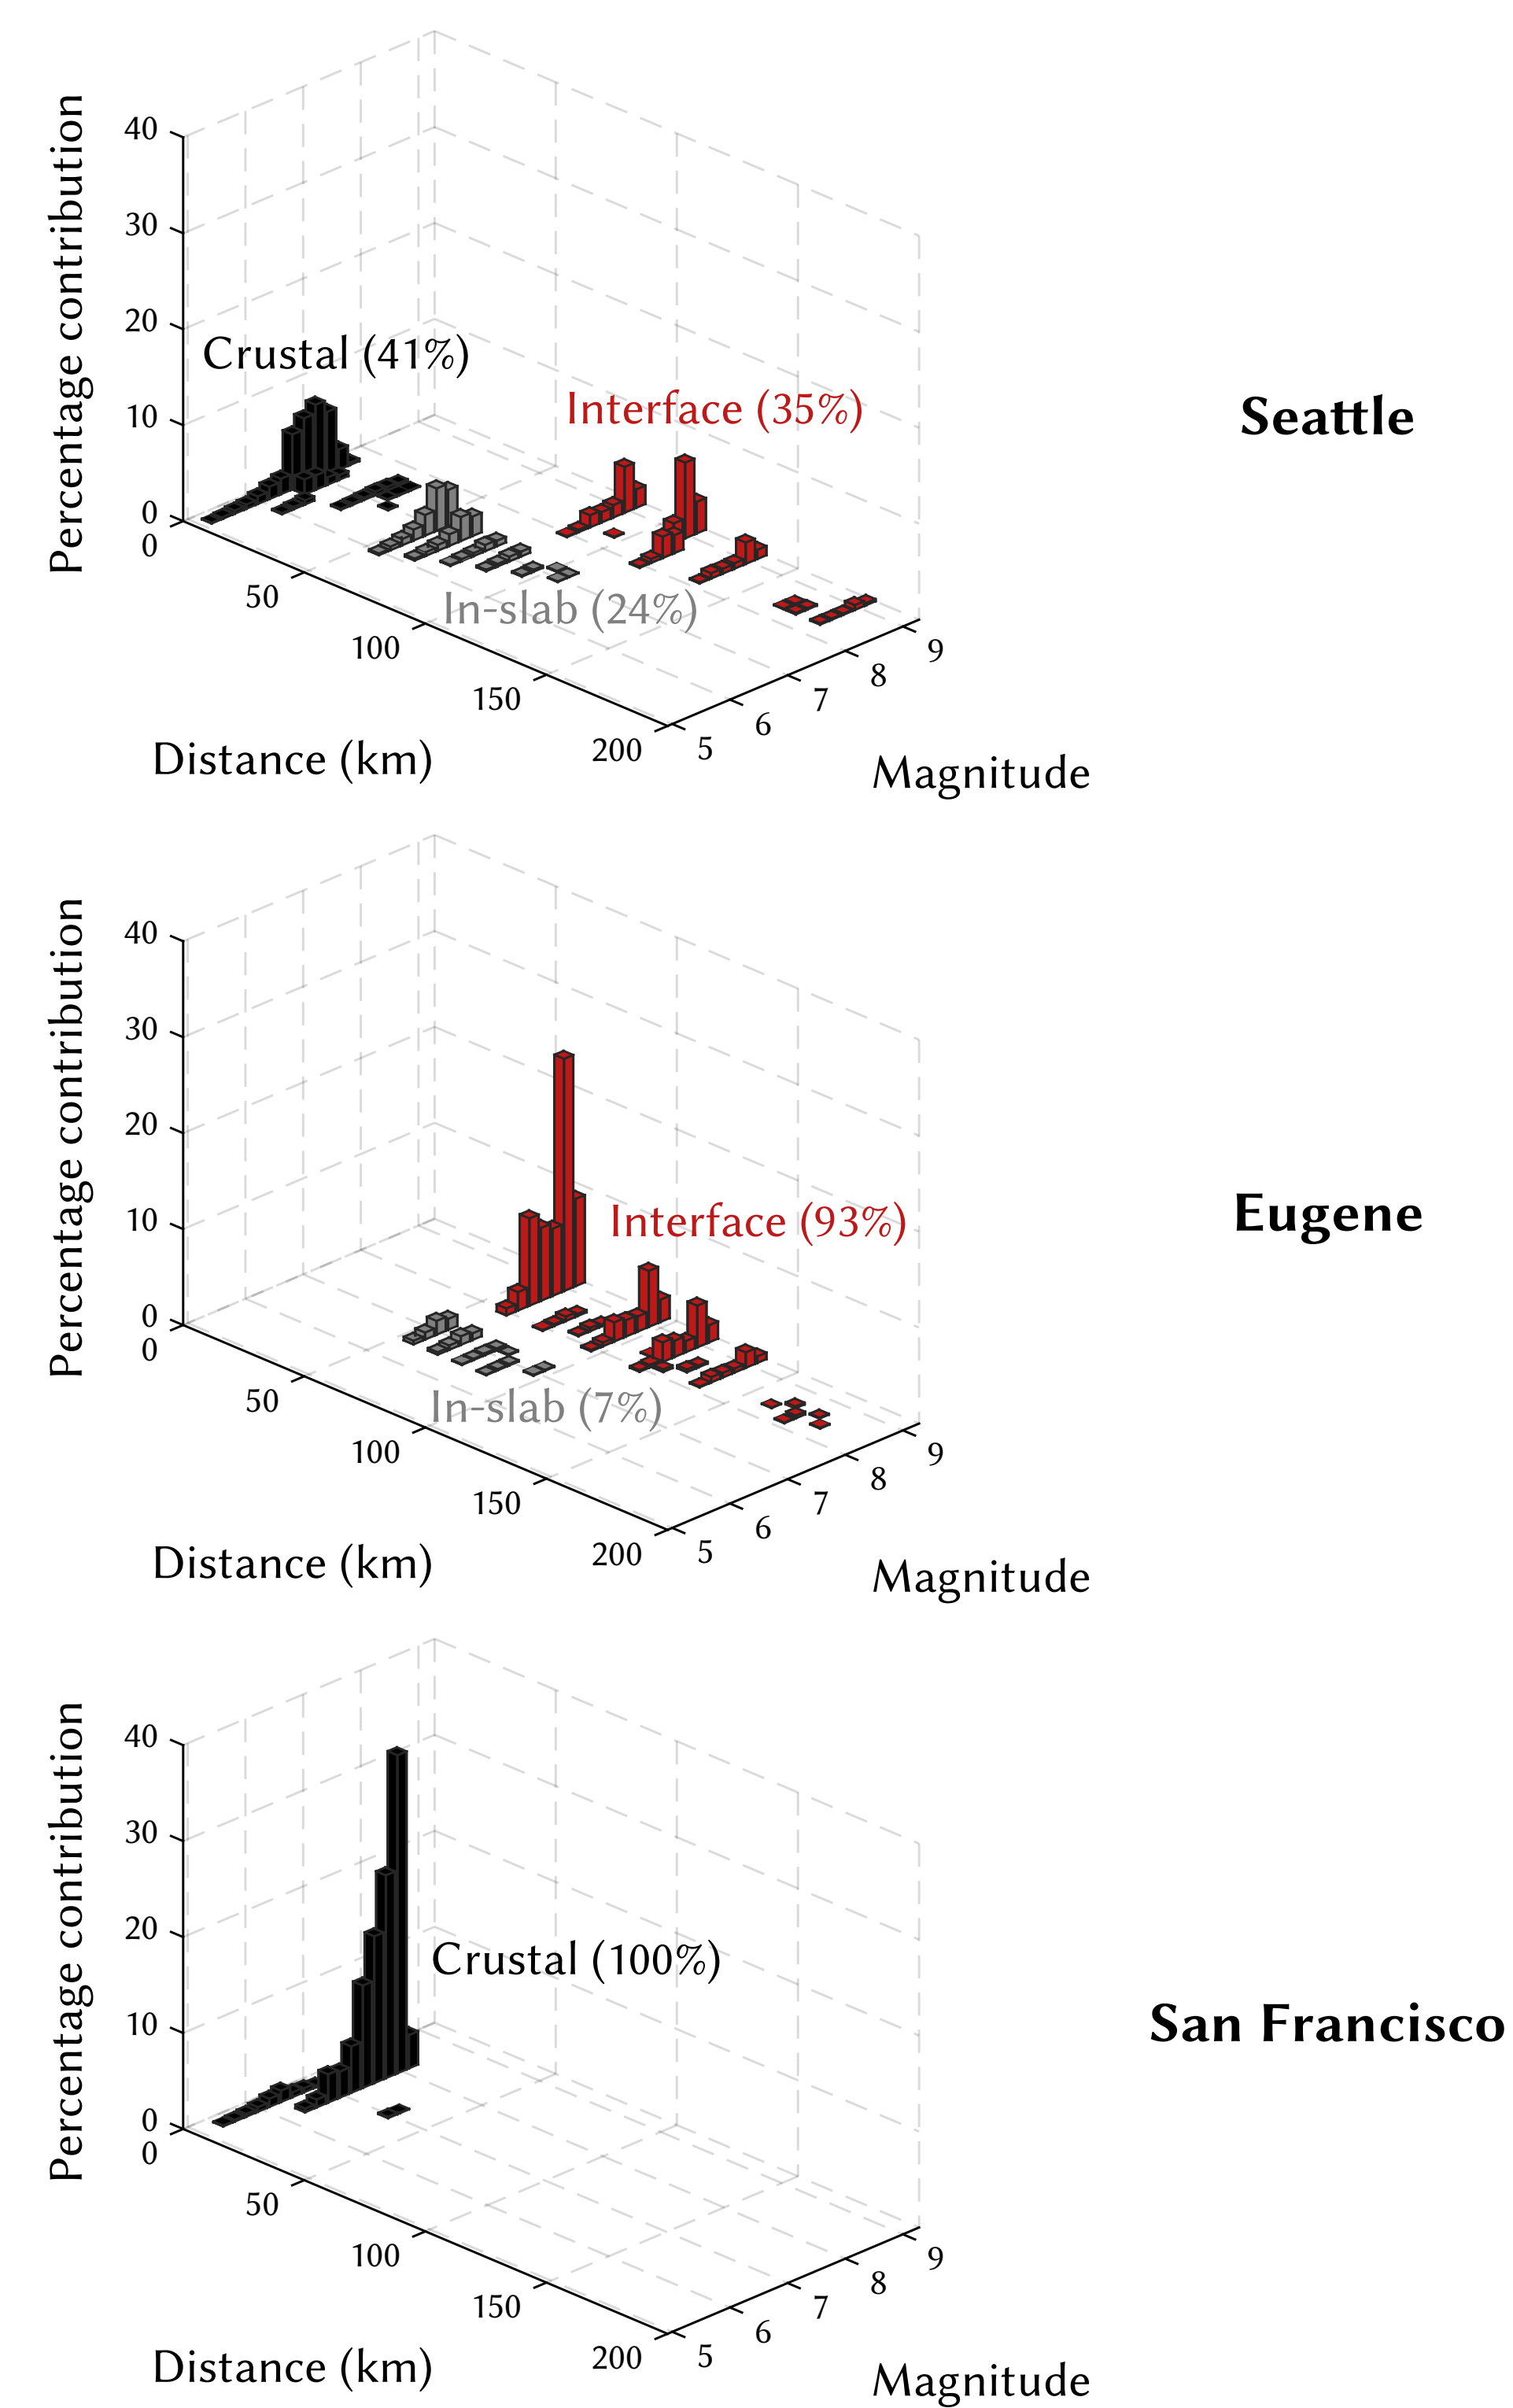 Percentage contribution
40
30
20
10
0
0
50
100
150
200
5
6
7
8
9
Crustal (41%)
Interface (35%)
In-slab (24%)
Distance (km)
Magnitude
Seattle
Percentage contribution
40
30
20
10
0
0
50
100
150
200
5
6
7
8
9
Interface (93%)
In-slab (7%)
Distance (km)
Magnitude
Eugene
Percentage contribution
40
30
20
10
0
0
50
100
150
200
5
6
7
8
9
Crustal (100%)
Distance (km)
Magnitude
San Francisco